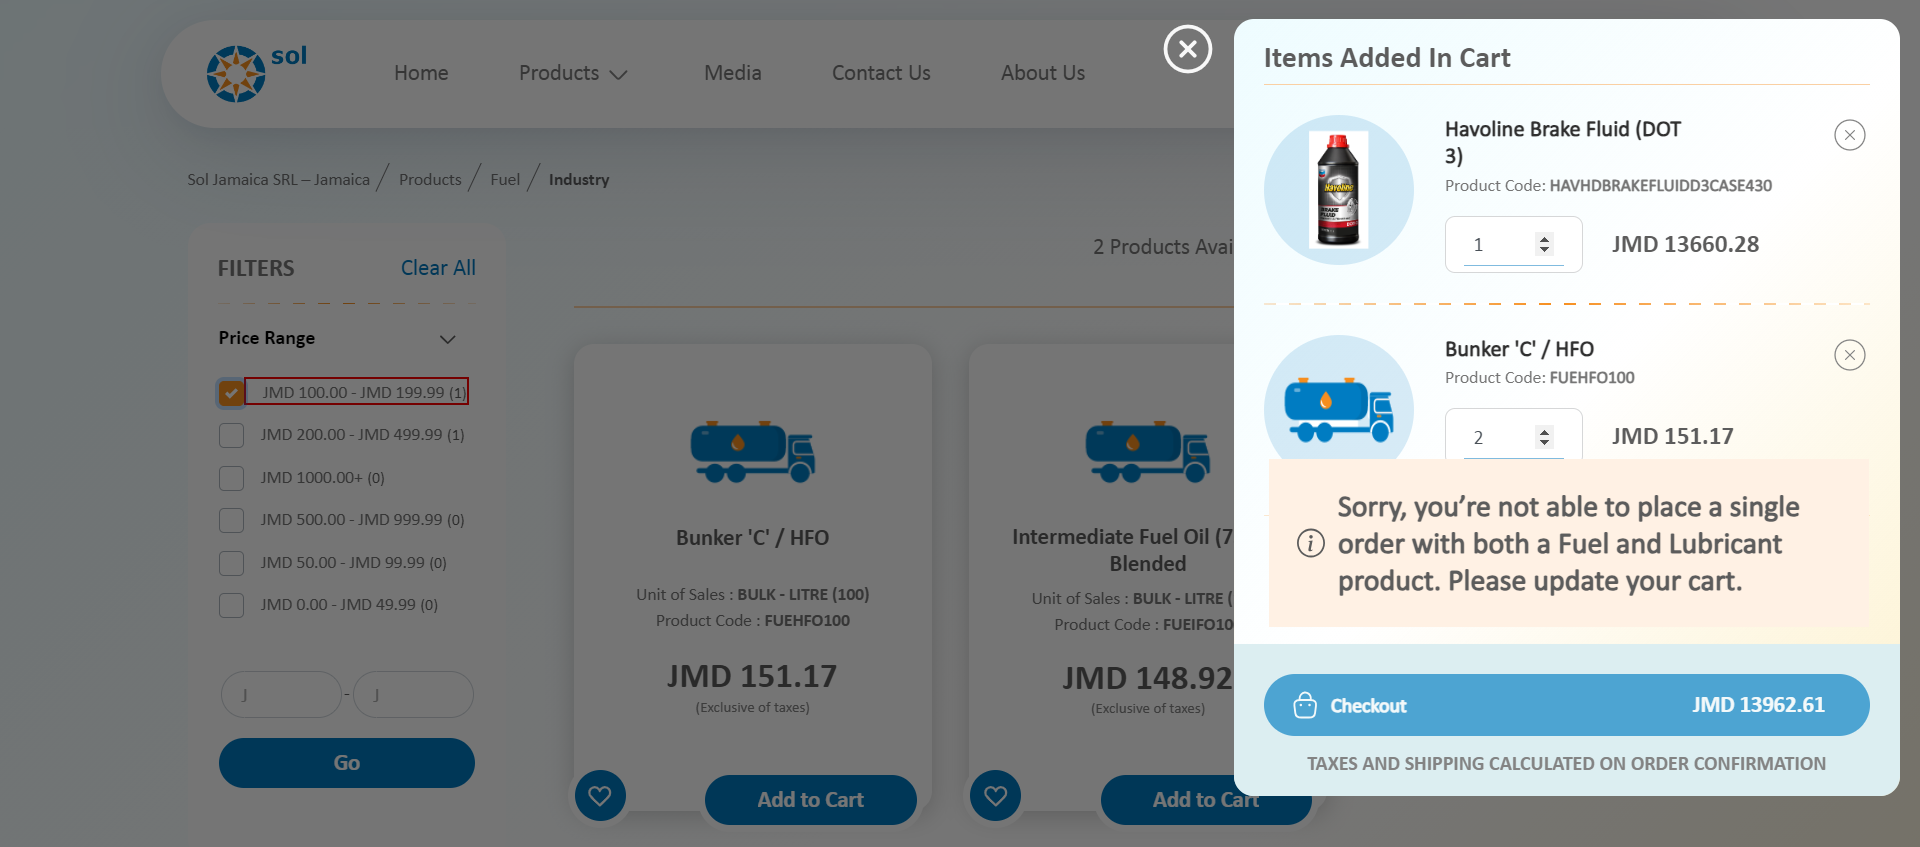 sol
Home
Products
Media
Contact Us
About Us
Sol Jamaica SRL – Jamaica / Products / Fuel / Industry
FILTERS
Clear All
Price Range
JMD 100.00 - JMD 199.99 (1)
JMD 200.00 - JMD 499.99 (1)
JMD 1000.00+ (0)
JMD 500.00 - JMD 999.99 (0)
JMD 50.00 - JMD 99.99 (0)
JMD 0.00 - JMD 49.99 (0)
J - J
Go
2 Products Avai
Bunker 'C' / HFO
Unit of Sales : BULK - LITRE (100)
Product Code : FUEHFO100
JMD 151.17
(Exclusive of taxes)
Add to Cart
Intermediate Fuel Oil (7
Blended
Unit of Sales : BULK - LITRE (
Product Code : FUEIFO10
JMD 148.92
(Exclusive of taxes)
Add to Cart
Items Added In Cart
Havoline Brake Fluid (DOT
3)
Product Code: HAVHDBRAKEFLUIDD3CASE430
Havoline
BRAKE
FLUID
1
JMD 13660.28
Bunker 'C' / HFO
Product Code: FUEHFO100
2
JMD 151.17
Sorry, you’re not able to place a single
order with both a Fuel and Lubricant
product. Please update your cart.
Checkout
JMD 13962.61
TAXES AND SHIPPING CALCULATED ON ORDER CONFIRMATION